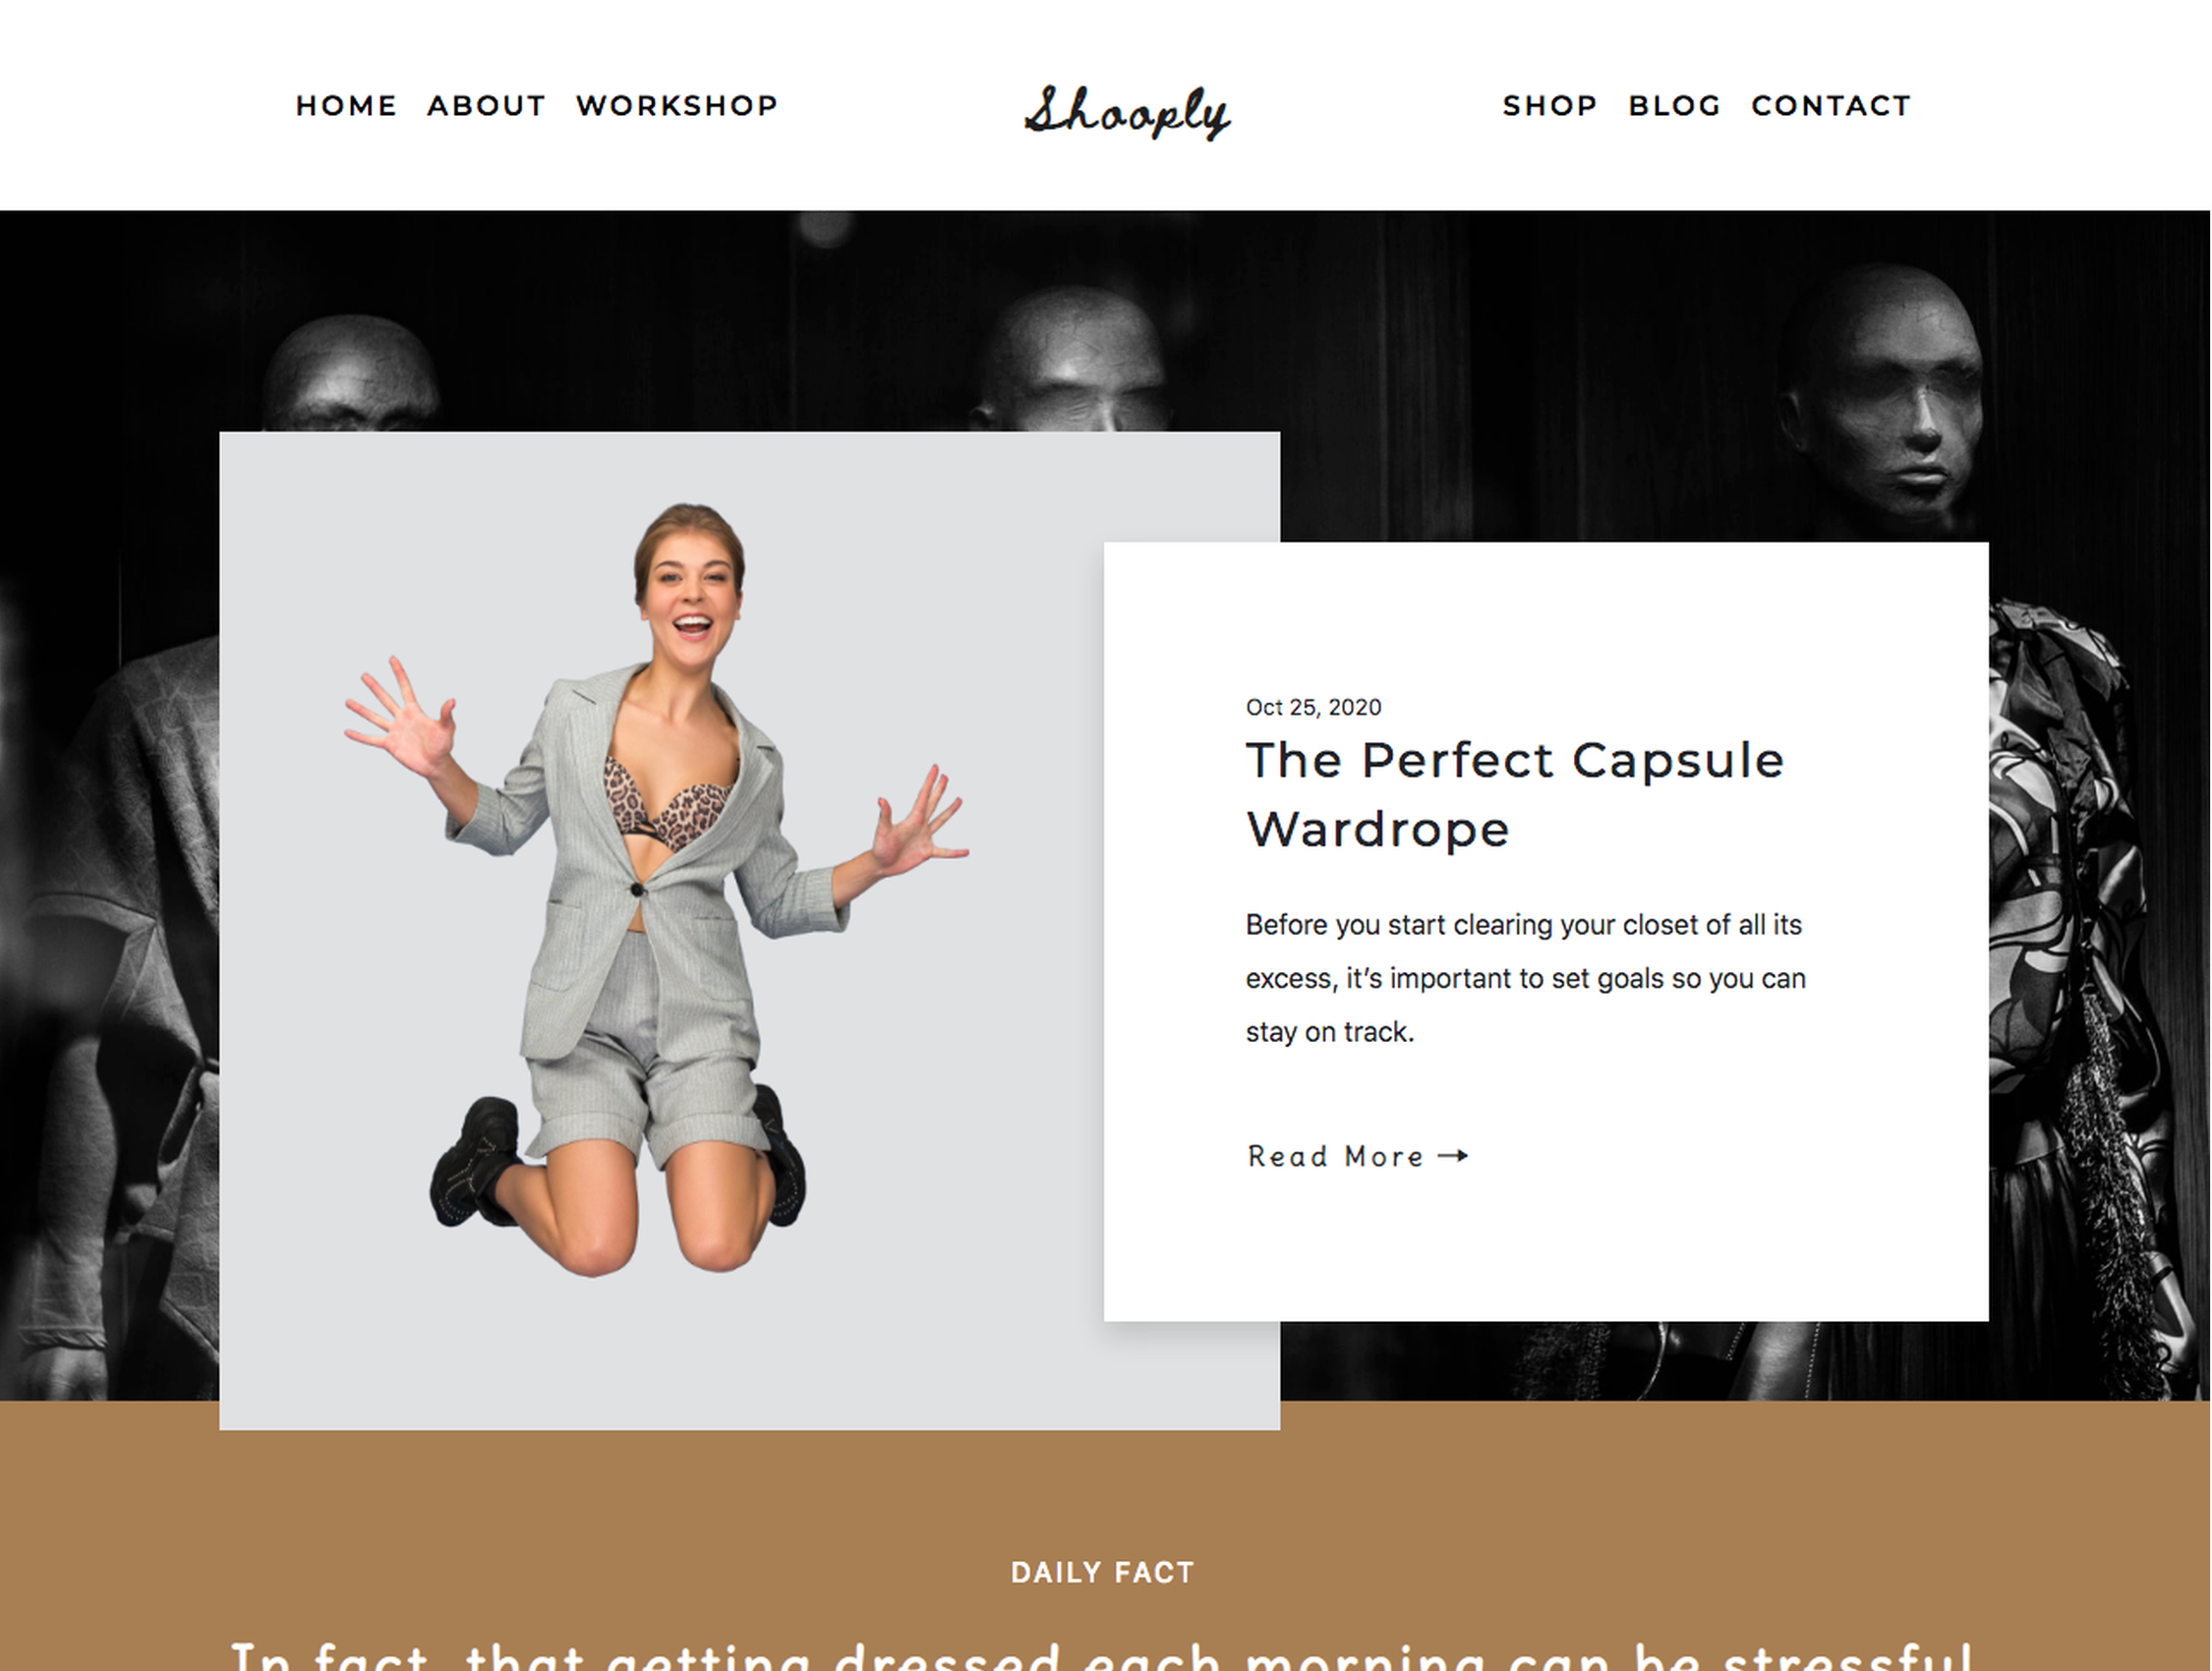 HOME ABOUT WORKSHOP Shooply SHOP BLOG CONTACT
Oct 25, 2020
The Perfect Capsule
Wardrope
Before you start clearing your closet of all its
excess, it’s important to set goals so you can
stay on track.
Read More →
DAILY FACT
In fact, that getting dressed each morning can be stressful